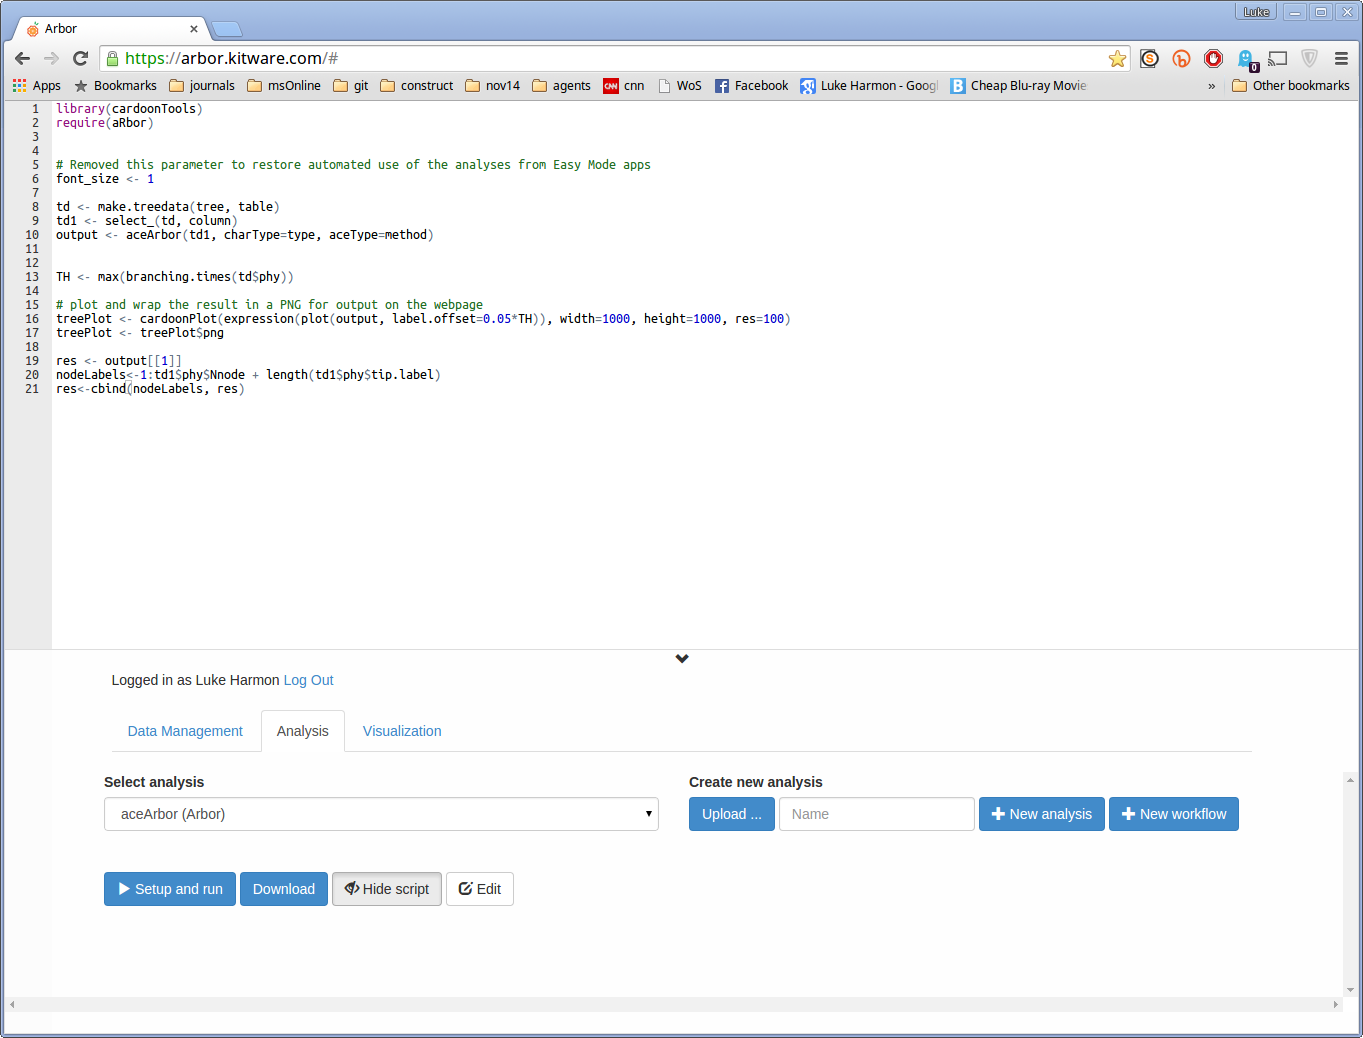 Luke
Arbor
https://arbor.kitware.com/#
0
Apps Bookmarks journals msOnline git construct nov14 agents CNN cnn WoS Facebook Luke Harmon - Goog B Cheap Blu-ray Movie » Other bookmarks
1 library(cardoonTools)
2 require(aRbor)
3
4
5 # Removed this parameter to restore automated use of the analyses from Easy Mode apps
6 font_size <- 1
7
8 td <- make.treedata(tree, table)
9 td1 <- select_(td, column)
10 output <- aceArbor(td1, charType=type, aceType=method)
11
12
13 TH <- max(branching.times(td$phy))
14
15 # plot and wrap the result in a PNG for output on the webpage
16 treePlot <- cardoonPlot(expression(plot(output, label.offset=0.05*TH)), width=1000, height=1000, res=100)
17 treePlot <- treePlot$png
18
19 res <- output[[1]]
20 nodeLabels<-1:td1$phy$Nnode + length(td1$phy$tip.label)
21 res<-cbind(nodeLabels, res)
Logged in as Luke Harmon Log Out
Data Management Analysis Visualization
Select analysis
aceArbor (Arbor)
Create new analysis
Upload ... Name New analysis New workflow
Setup and run Download Hide script Edit